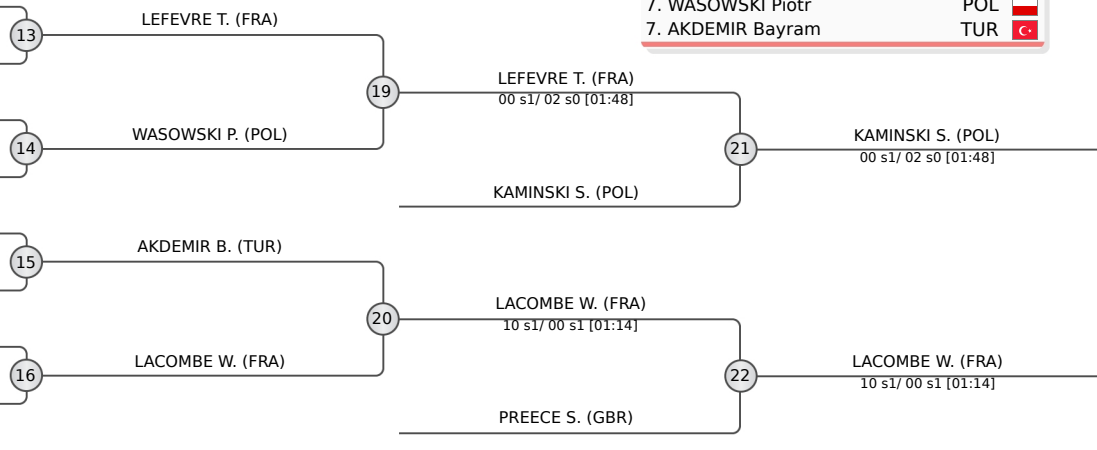 7. WASOWSKI Piotr POL
7. AKDEMIR Bayram TUR
LEFEVRE T. (FRA)
13
19
LEFEVRE T. (FRA)
00 s1/ 02 s0 [01:48]
WASOWSKI P. (POL)
14
21
KAMINSKI S. (POL)
00 s1/ 02 s0 [01:48]
KAMINSKI S. (POL)
AKDEMIR B. (TUR)
15
20
LACOMBE W. (FRA)
10 s1/ 00 s1 [01:14]
LACOMBE W. (FRA)
16
22
LACOMBE W. (FRA)
10 s1/ 00 s1 [01:14]
PREECE S. (GBR)